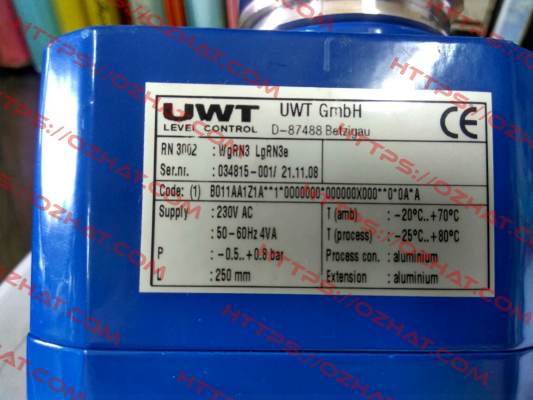 UWT
LEVEL CONTROL
UWT GmbH
D-87488 Betzigau
CE
RN 3002 : WgRN3 LgRN3e
Ser.nr. : 034815-001/ 21.11.08
Code: (1) B011AA1Z1A**1*0000000*000000X000**0*0A*A
Supply : 230V AC
: 50-60Hz 4VA
P : -0.5..+0.8 bar
L : 250 mm
T (amb) : -20°C..+70°C
T (process) : -25°C..+80°C
Process con. : aluminium
Extension : aluminium
HTTPS://OZHAT.COM